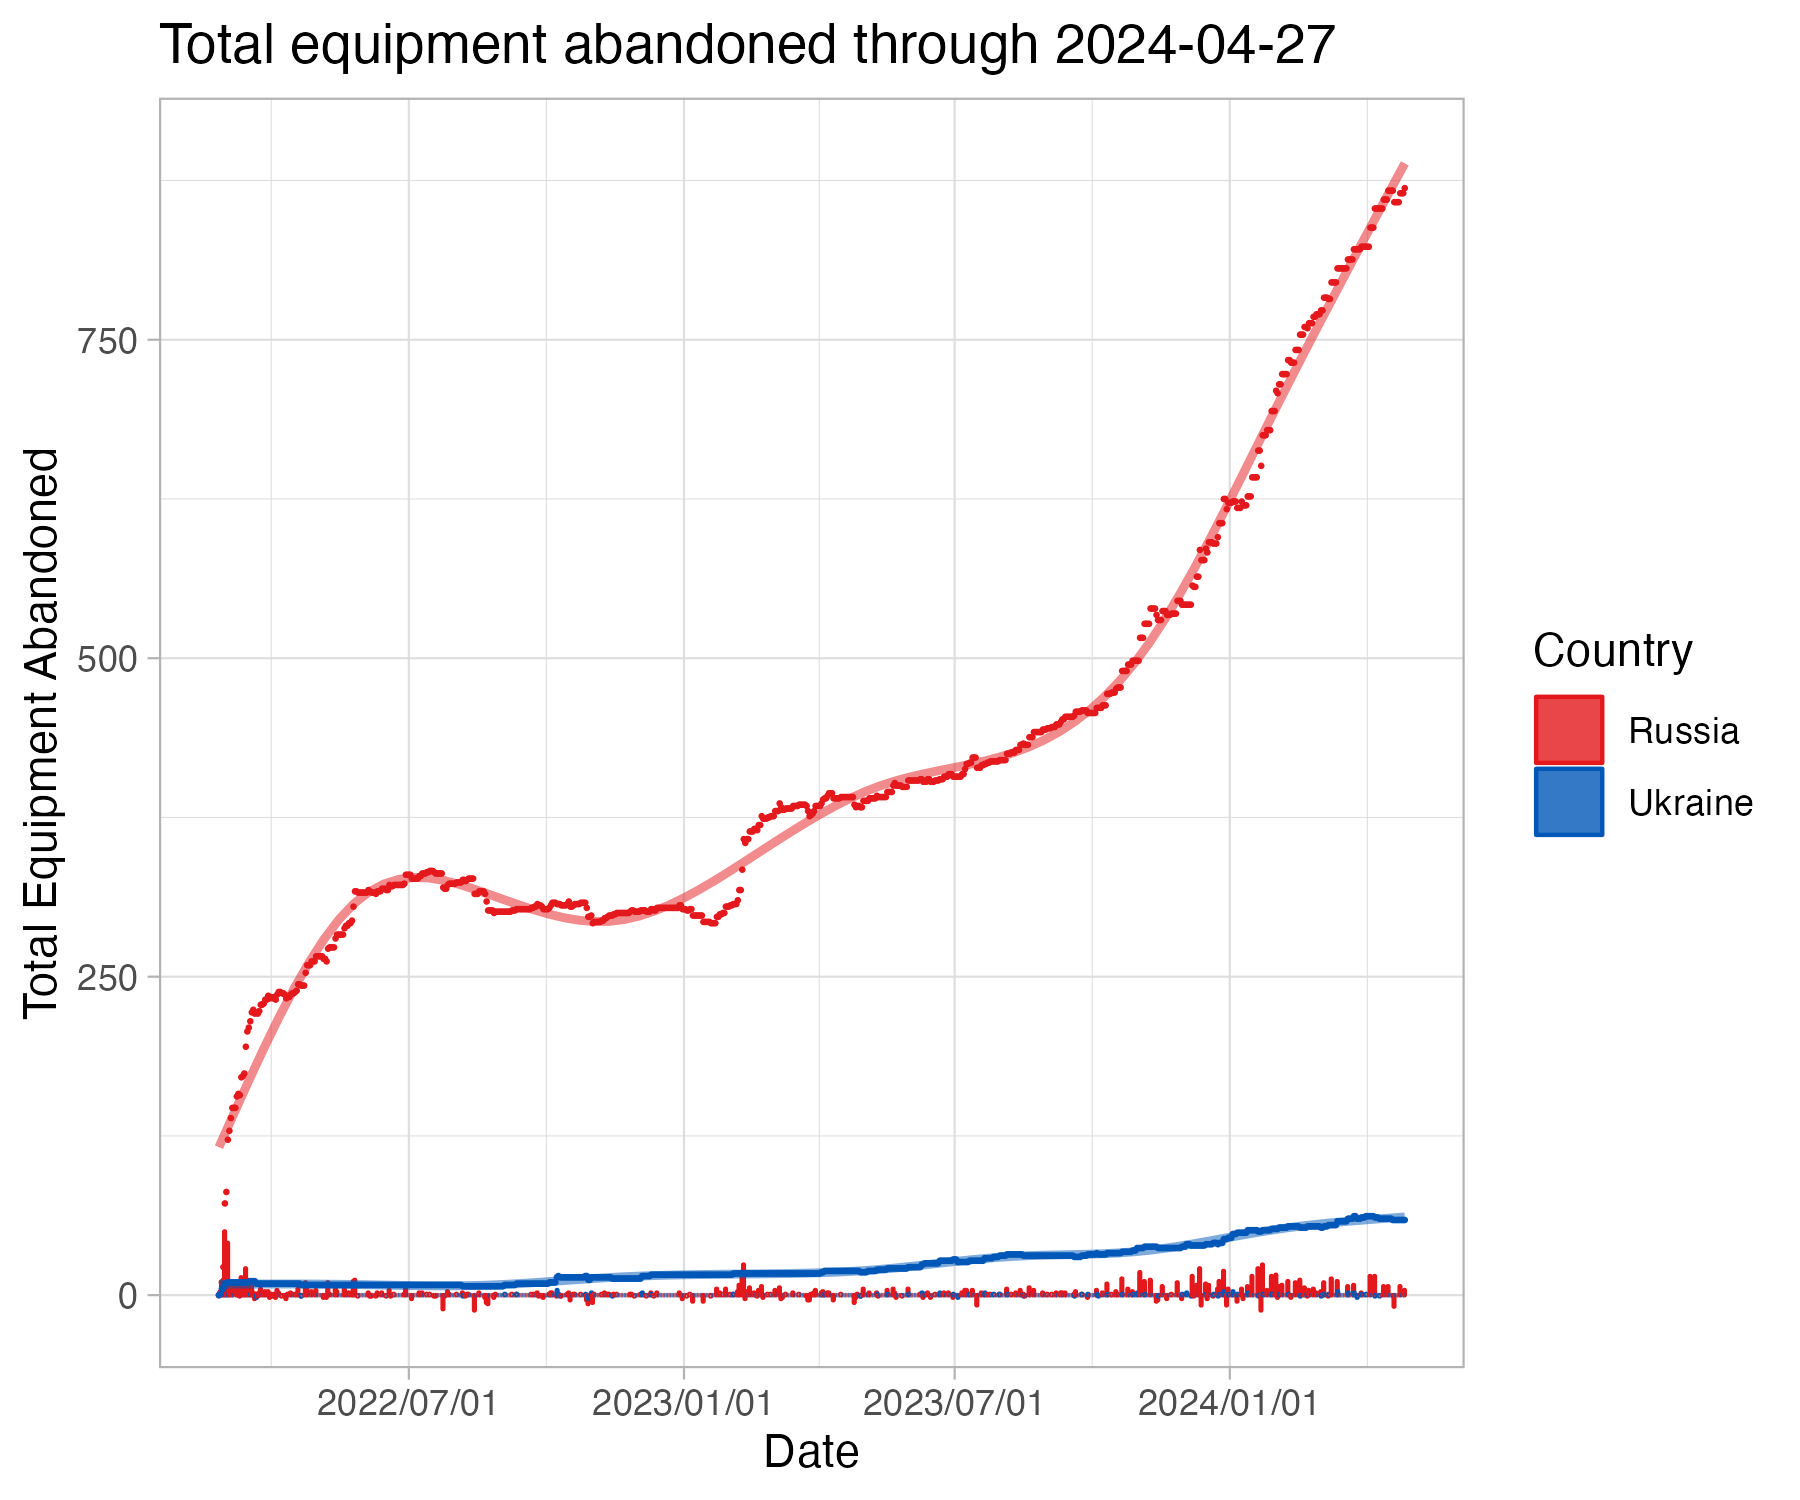 Total equipment abandoned through 2024-04-27
Total Equipment Abandoned
750
500
250
0
2022/07/01
2023/01/01
2023/07/01
2024/01/01
Date
Country
Russia
Ukraine